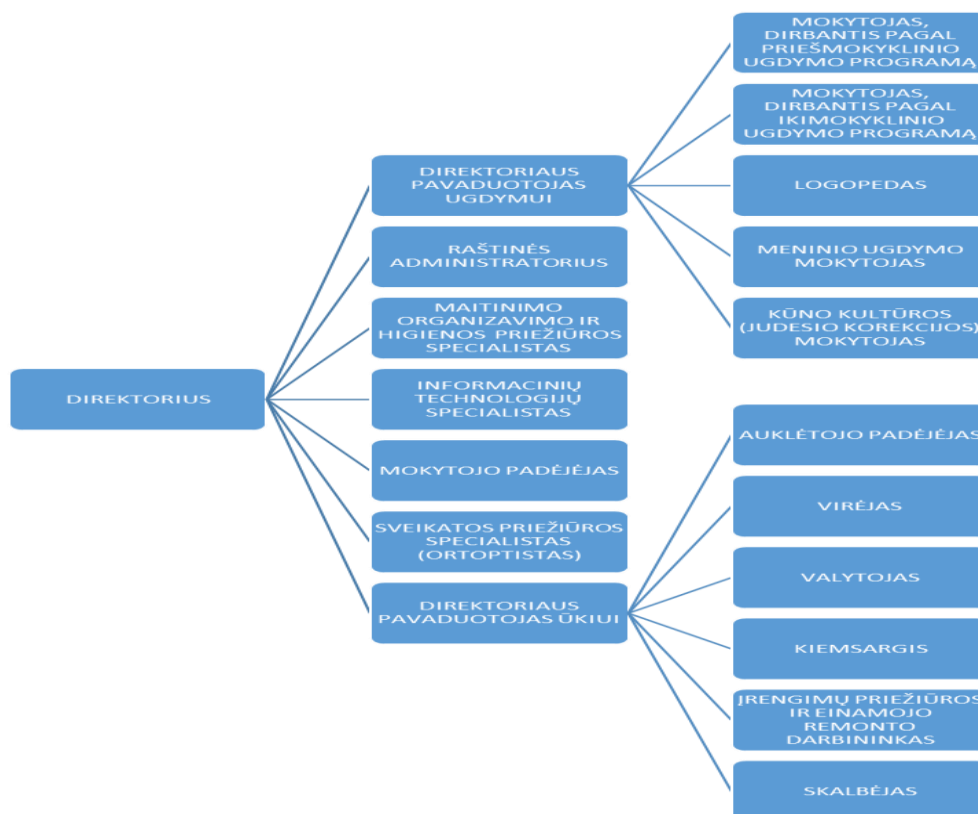 DIREKTORIUS
DIREKTORIAUS
PAVADUOTOJAS
UGDYMUI
RAŠTINĖS
ADMINISTRATORIUS
MAITINIMO
ORGANIZAVIMO IR
HIGIENOS PRIEŽIŪROS
SPECIALISTAS
INFORMACINIŲ
TECHNOLOGIJŲ
SPECIALISTAS
MOKYTOJO PADĖJĖJAS
SVEIKATOS PRIEŽIŪROS
SPECIALISTAS
(ORTOPTISTAS)
DIREKTORIAUS
PAVADUOTOJAS ŪKIUI
MOKYTOJAS,
DIRBANTIS PAGAL
PRIEŠMOKYKLINIO
UGDYMO PROGRAMĄ
MOKYTOJAS,
DIRBANTIS PAGAL
IKIMOKYKLINIO
UGDYMO PROGRAMĄ
LOGOPEDAS
MENINIO UGDYMO
MOKYTOJAS
KŪNO KULTŪROS
(JUDESIO KOREKCIJOS)
MOKYTOJAS
AUKLĖTOJO PADĖJĖJAS
VIRĖJAS
VALYTOJAS
KIEMSARGIS
ĮRENGIMŲ PRIEŽIŪROS
IR EINAMOJO
REMONTO
DARBININKAS
SKALBĖJAS